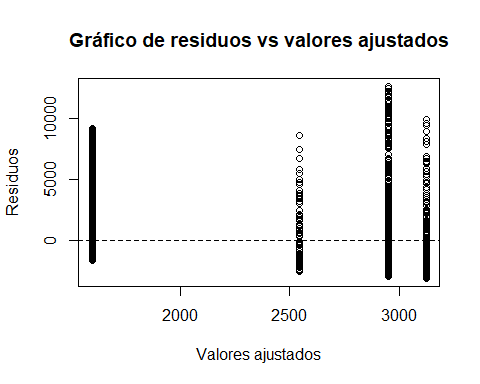 Gráfico de residuos vs valores ajustados
Residuos
10000
5000
0
2000
2500
3000
Valores ajustados